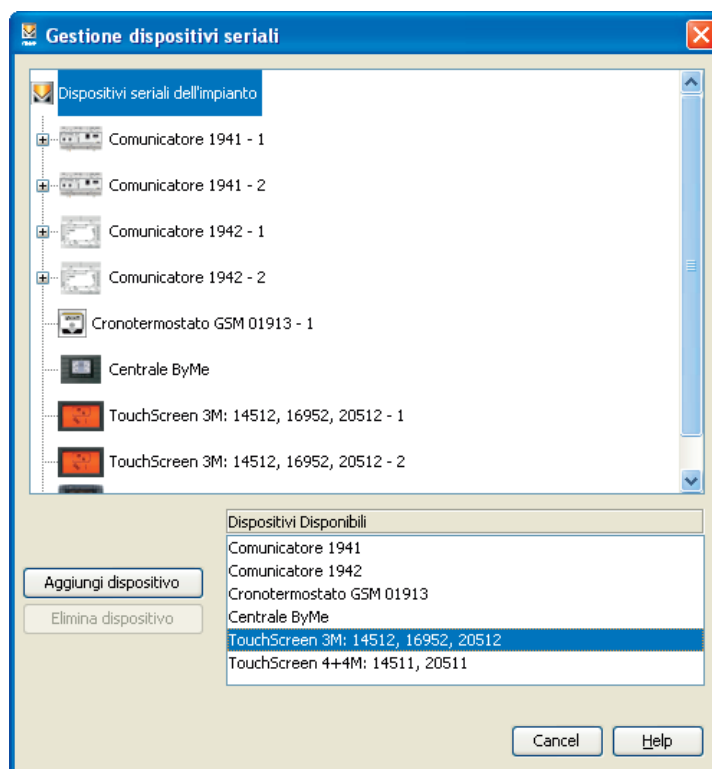 Gestione dispositivi seriali
Dispositivi seriali dell'impianto
Comunicatore 1941 - 1
Comunicatore 1941 - 2
Comunicatore 1942 - 1
Comunicatore 1942 - 2
Cronotermostato GSM 01913 - 1
Centrale ByMe
TouchScreen 3M: 14512, 16952, 20512 - 1
TouchScreen 3M: 14512, 16952, 20512 - 2
Dispositivi Disponibili
Comunicatore 1941
Comunicatore 1942
Cronotermostato GSM 01913
Centrale ByMe
TouchScreen 3M: 14512, 16952, 20512
TouchScreen 4+4M: 14511, 20511
Aggiungi dispositivo
Elimina dispositivo
Cancel
Help